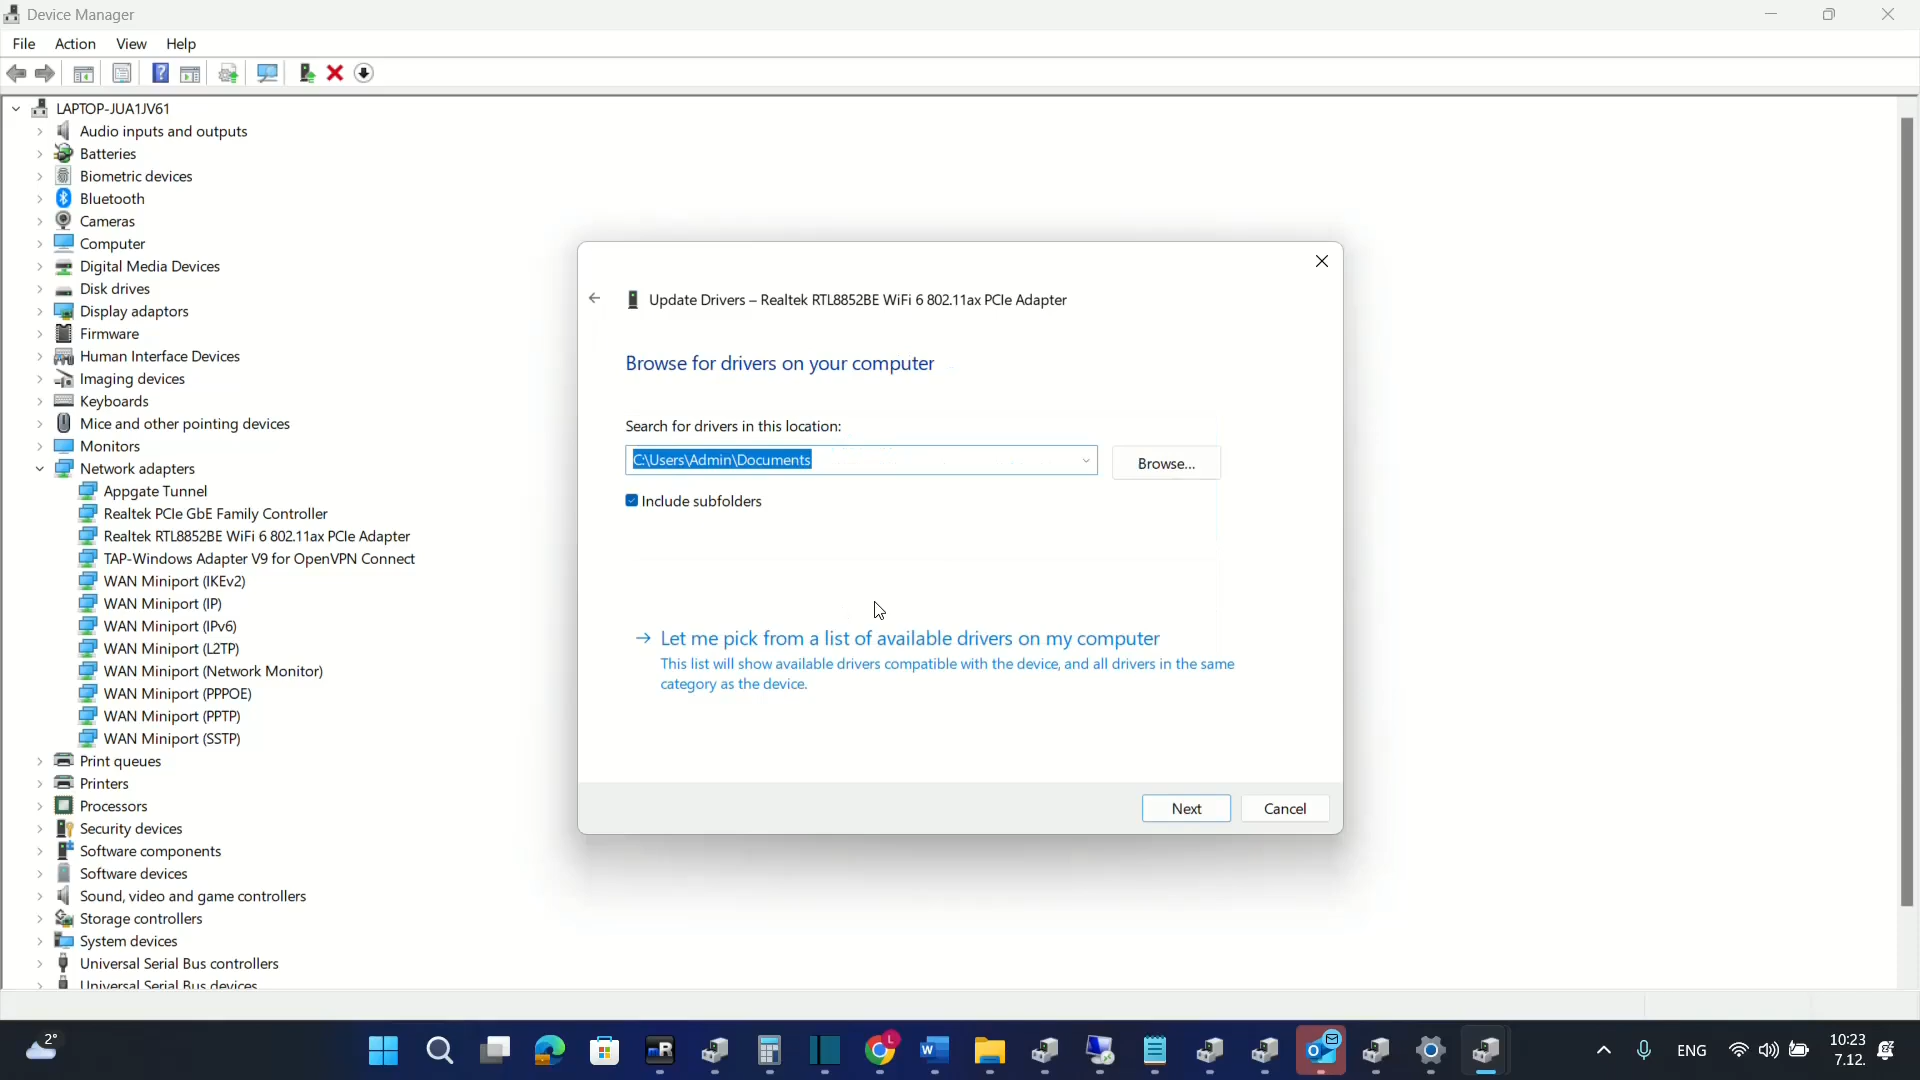 Device Manager
File Action View Help
LAPTOP-JUA1JV61
Audio inputs and outputs
Batteries
Biometric devices
Bluetooth
Cameras
Computer
Digital Media Devices
Disk drives
Display adaptors
Firmware
Human Interface Devices
Imaging devices
Keyboards
Mice and other pointing devices
Monitors
Network adapters
Appgate Tunnel
Realtek PCIe GbE Family Controller
Realtek RTL8852BE WiFi 6 802.11ax PCIe Adapter
TAP-Windows Adapter V9 for OpenVPN Connect
WAN Miniport (IKEv2)
WAN Miniport (IP)
WAN Miniport (IPv6)
WAN Miniport (L2TP)
WAN Miniport (Network Monitor)
WAN Miniport (PPPOE)
WAN Miniport (PPTP)
WAN Miniport (SSTP)
Print queues
Printers
Processors
Security devices
Software components
Software devices
Sound, video and game controllers
Storage controllers
System devices
Universal Serial Bus controllers
Universal Serial Bus devices
Update Drivers – Realtek RTL8852BE WiFi 6 802.11ax PCIe Adapter
Browse for drivers on your computer
Search for drivers in this location:
C:\Users\Admin\Documents
Browse...
Include subfolders
Let me pick from a list of available drivers on my computer
This list will show available drivers compatible with the device, and all drivers in the same
category as the device.
Next Cancel
2°
R
L
W
O
ENG
10:23
7.12.